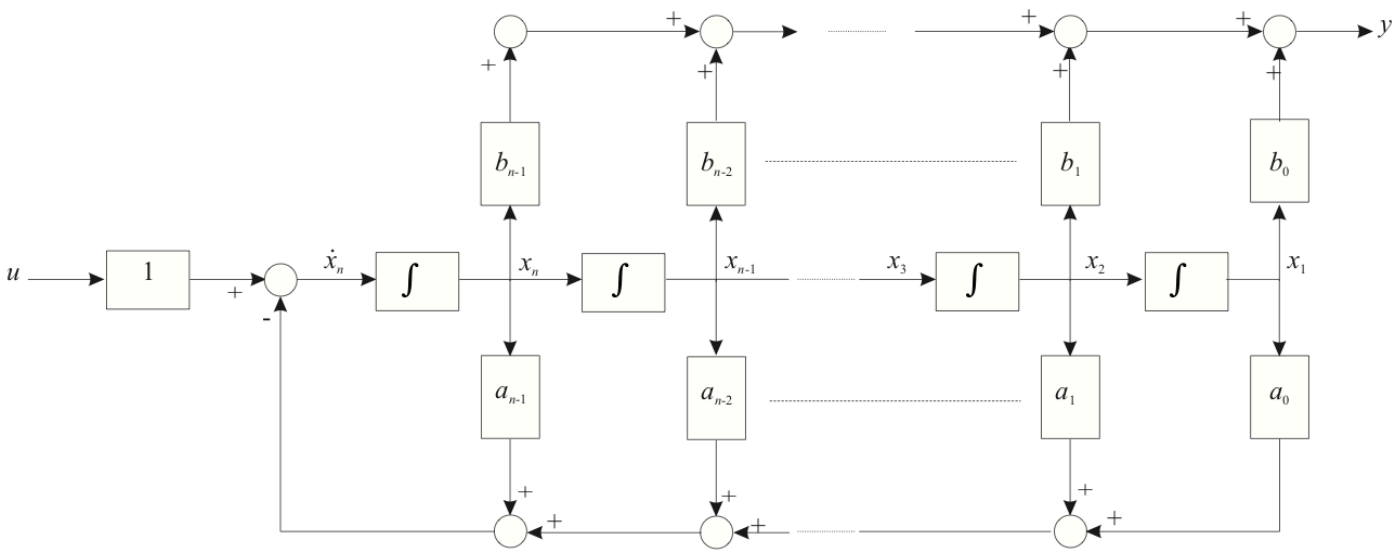 + + + + y
+ + + +
b_{n-1} b_{n-2} b_1 b_0
u 1 + - ẋ_n ∫ x_n ∫ x_{n-1} x_3 ∫ x_2 ∫ x_1
a_{n-1} a_{n-2} a_1 a_0
+ + +
+ + +